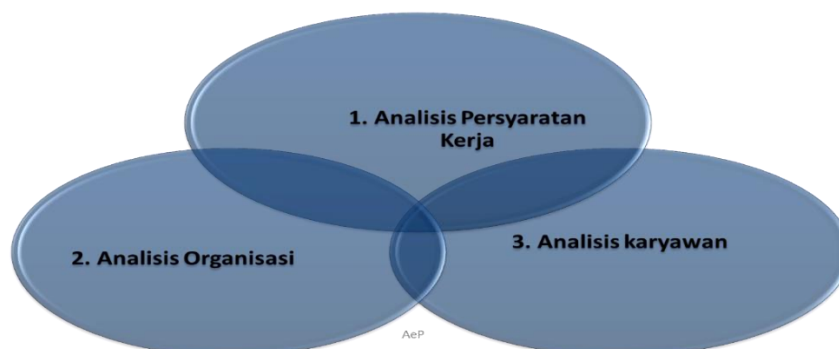 1. Analisis Persyaratan
Kerja
2. Analisis Organisasi
3. Analisis karyawan
AeP